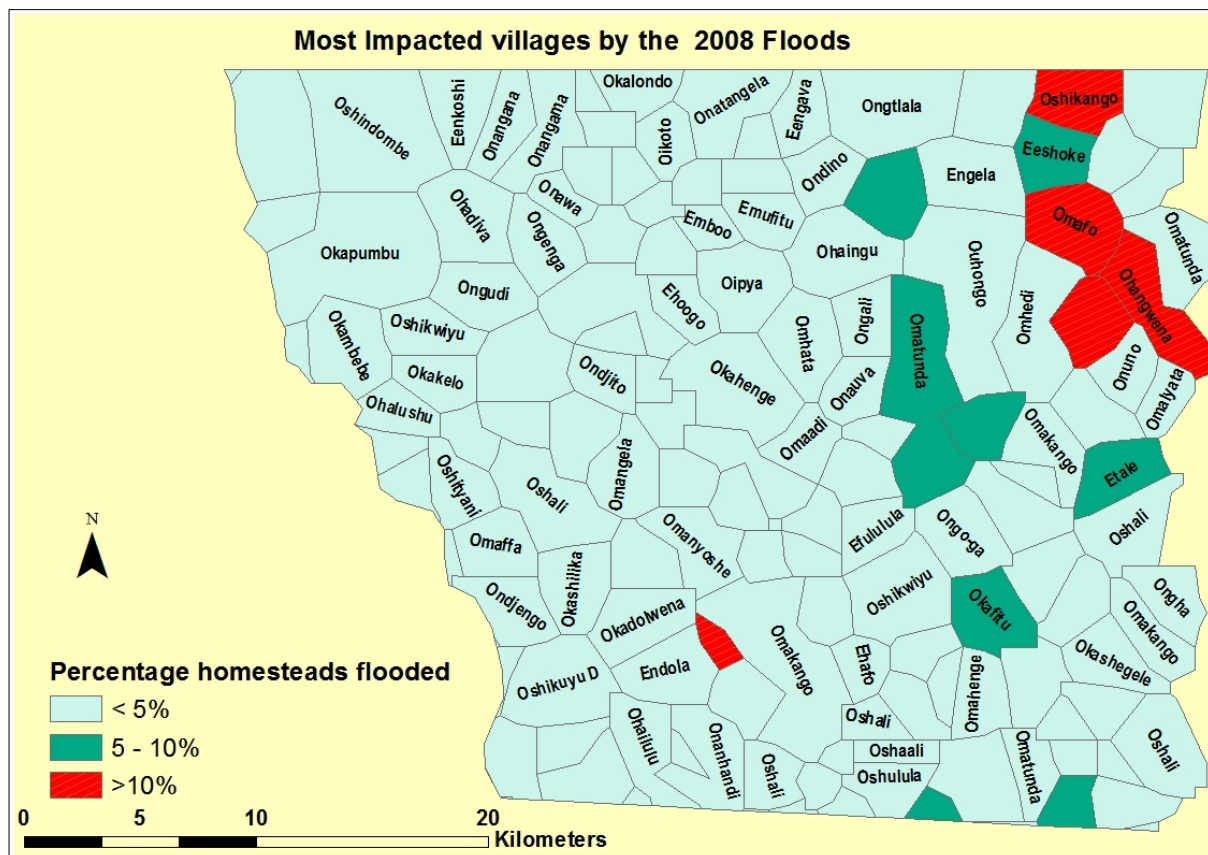 Most Impacted villages by the 2008 Floods
Okalondo
Onatangela
Eengava
Ongtlala
Oshikango
Oshindombe
Eenkoshi
Onangana
Onangama
Oikoto
Ondino
Engela
Eeshoke
Onawa
Ohadiva
Ongenga
Emboo
Emufitu
Omafo
Omatunda
Okapumbu
Ohaingu
Ouhongo
Omhedi
Ohangwena
Ongudi
Ehoogo
Oipya
Ongali
Omatunda
Okambebe
Oshikwiyu
Omhata
Onuno
Okakelo
Ondjito
Okahenge
Onauva
Omalyata
Ohalushu
Omaadi
Omakango
Etale
Oshityani
Oshali
Omangela
Omanyoshe
Efululula
Ongo-ga
Oshali
Omaffa
Okashilika
Oshikwiyu
Okafitu
Ongha
Ondjengo
Okadolwena
Omakango
Omakango
Okashegele
Oshikuyu D
Endola
Ehafo
Omahenge
Ohailulu
Onanhandi
Oshali
Oshali
Oshaali
Oshulula
Omatunda
Oshali
N
Percentage homesteads flooded
< 5%
5 - 10%
>10%
0 5 10 20
Kilometers